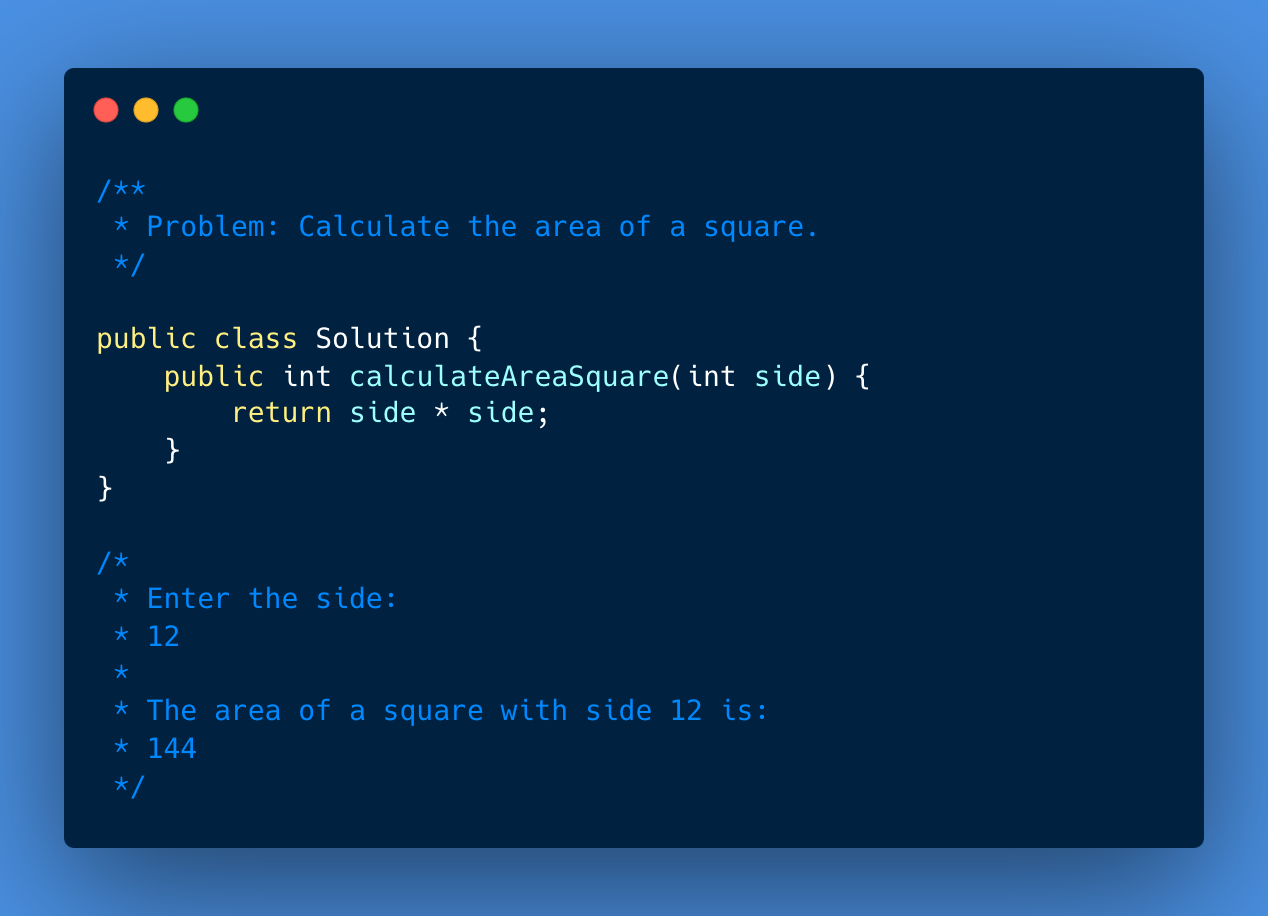 /**
 * Problem: Calculate the area of a square.
 */
public class Solution {
    public int calculateAreaSquare(int side) {
        return side * side;
    }
}
/*
 * Enter the side:
 * 12
 *
 * The area of a square with side 12 is:
 * 144
 */